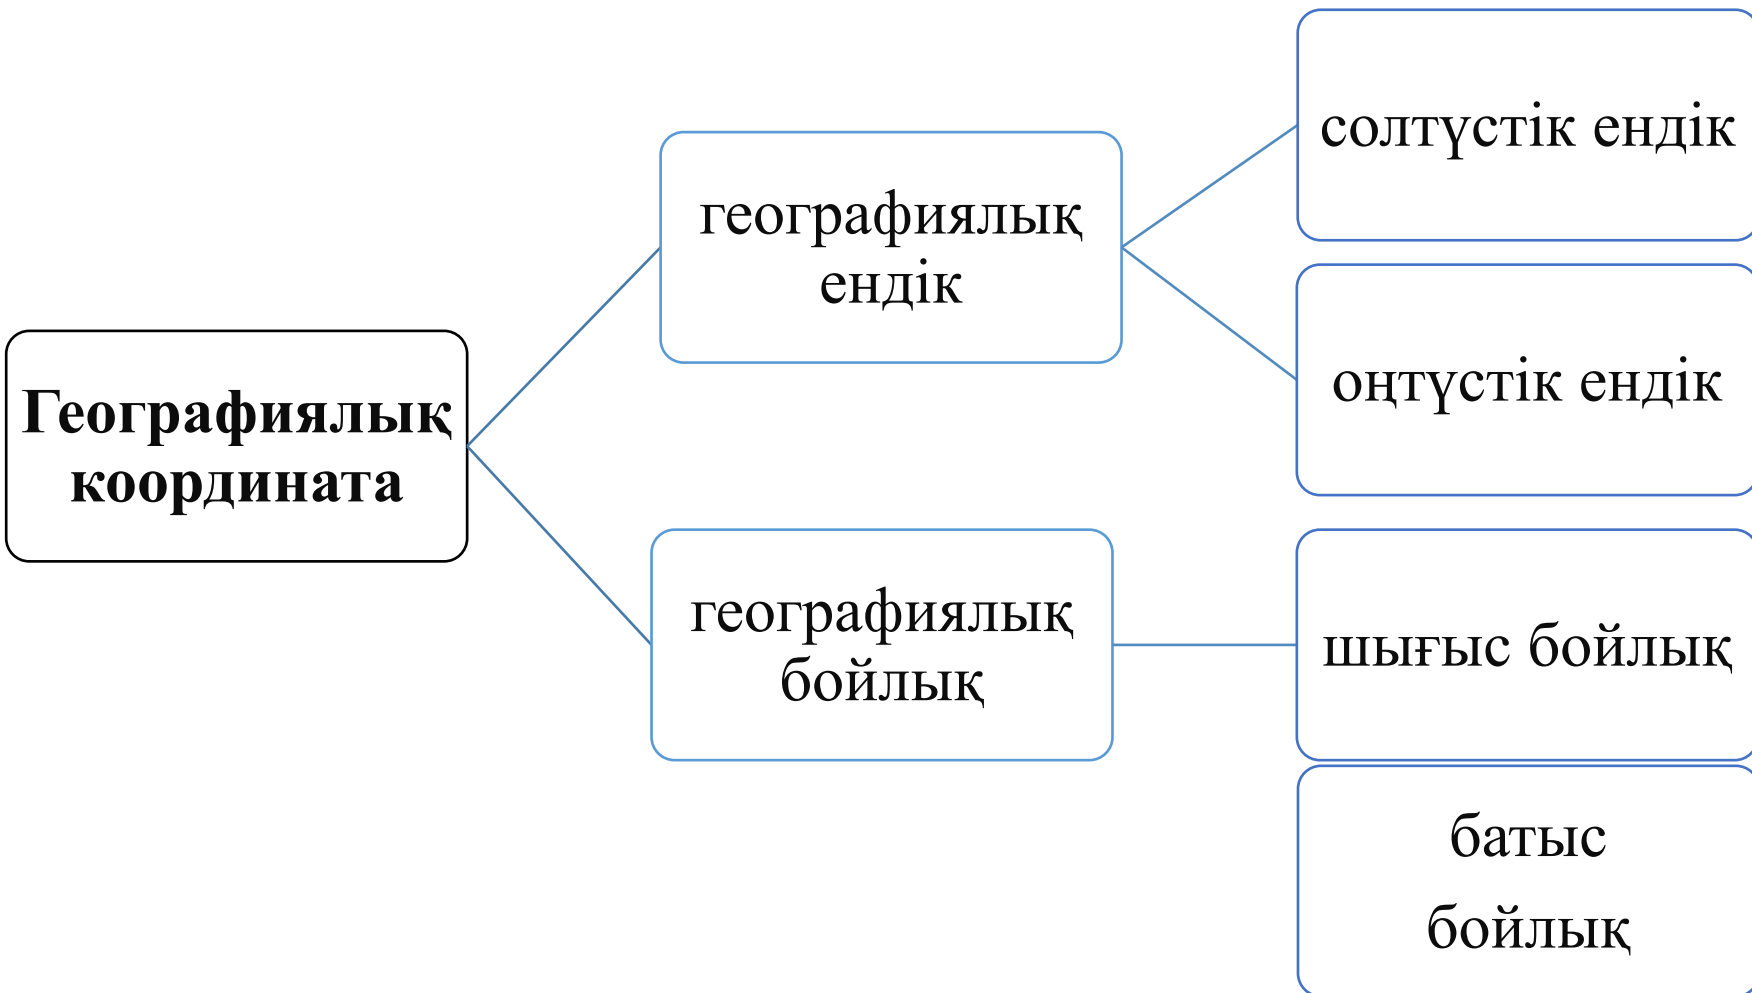 Географиялық
координата
географиялық
ендік
солтүстік ендік
оңтүстік ендік
географиялық
бойлық
шығыс бойлық
батыс
бойлық